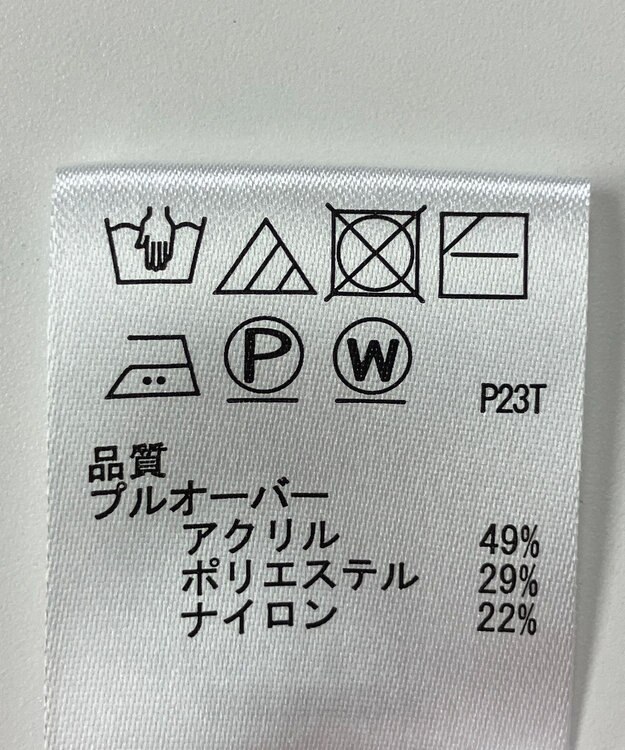 P W
P23T
品質
プルオーバー
アクリル 49%
ポリエステル 29%
ナイロン 22%